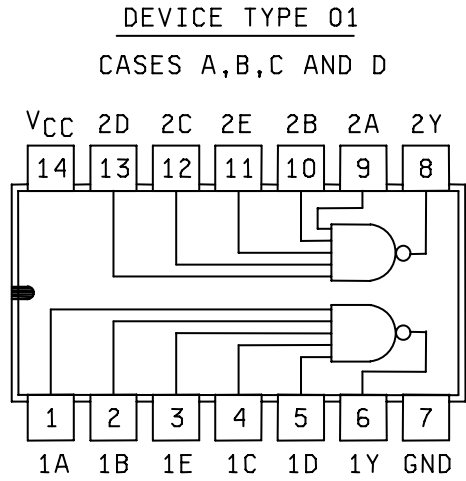 DEVICE TYPE 01
CASES A,B,C AND D
VCC 2D 2C 2E 2B 2A 2Y
14 13 12 11 10 9 8
1 2 3 4 5 6 7
1A 1B 1E 1C 1D 1Y GND